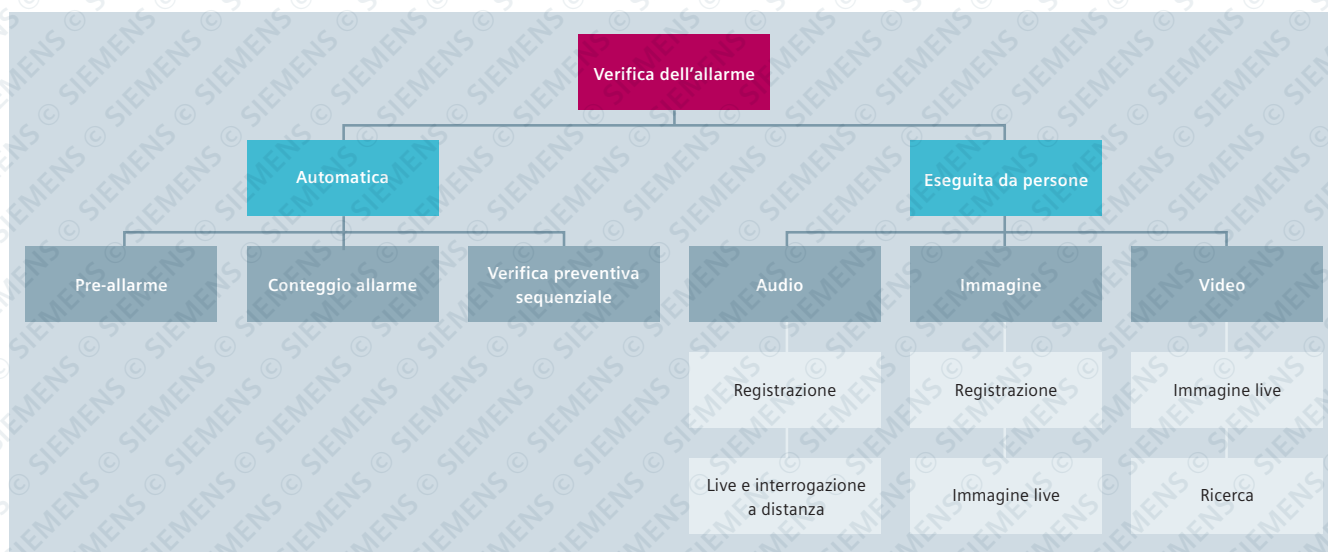 Verifica dell'allarme
Automatica
Eseguita da persone
Pre-allarme
Conteggio allarme
Verifica preventiva
sequenziale
Audio
Immagine
Video
Registrazione
Registrazione
Immagine live
Live e interrogazione
a distanza
Immagine live
Ricerca
© SIEMENS